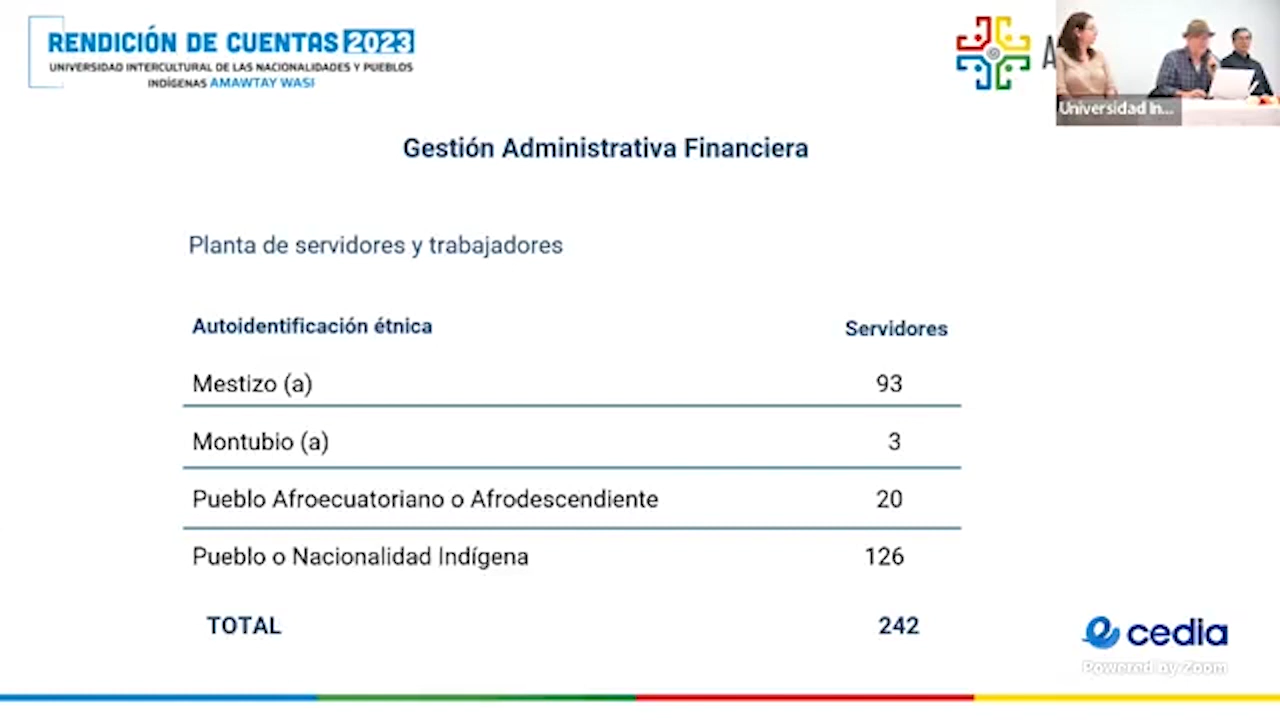 RENDICIÓN DE CUENTAS 2023
UNIVERSIDAD INTERCULTURAL DE LAS NACIONALIDADES Y PUEBLOS
INDÍGENAS AMAWTAY WASI
Universidad In...
Gestión Administrativa Financiera
Planta de servidores y trabajadores
Autoidentificación étnica Servidores
Mestizo (a) 93
Montubio (a) 3
Pueblo Afroecuatoriano o Afrodescendiente 20
Pueblo o Nacionalidad Indígena 126
TOTAL 242
cedia
Powered by Zoom